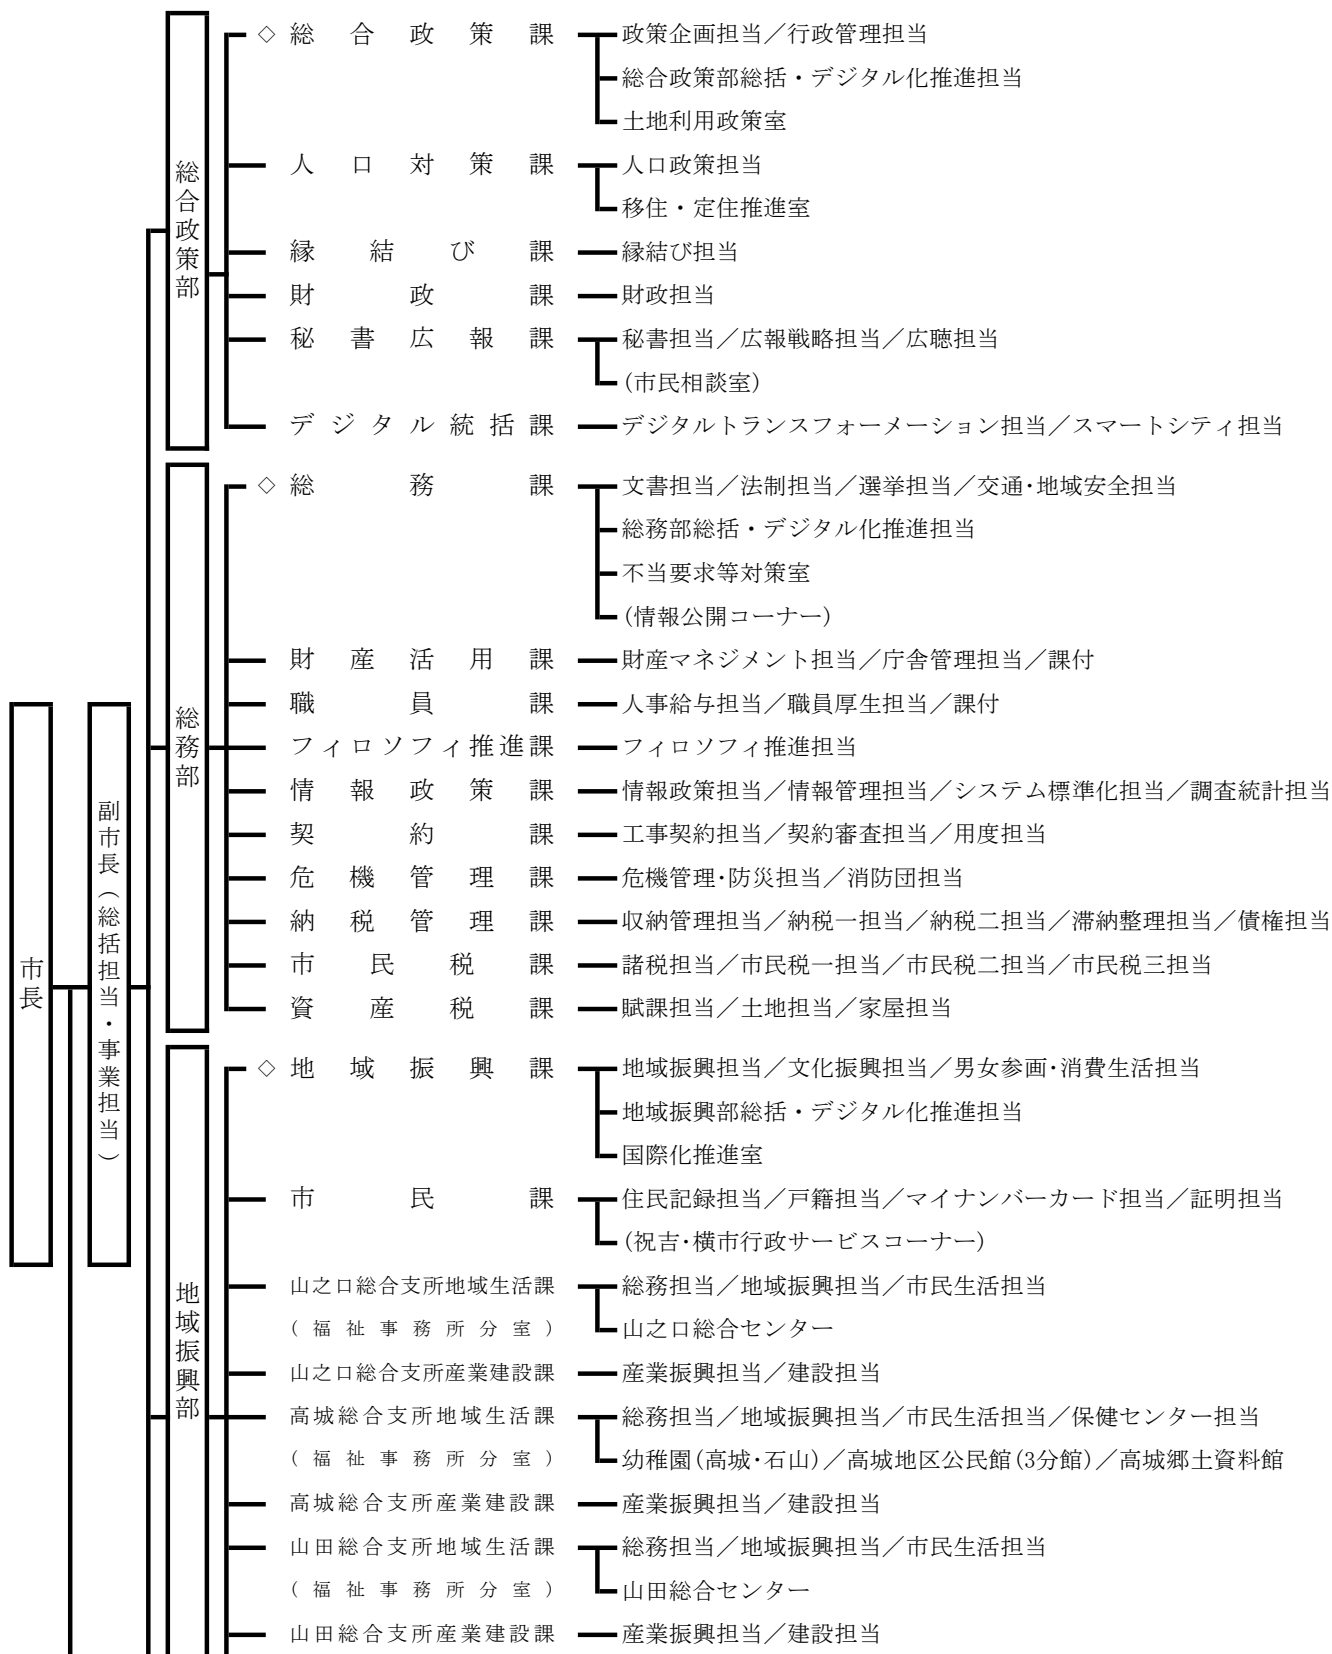 市長
副市長（総括担当・事業担当）
総合政策部
◇ 総合政策課 政策企画担当／行政管理担当
総合政策部総括・デジタル化推進担当
土地利用政策室
人口対策課 人口政策担当
移住・定住推進室
縁結び課 縁結び担当
財政課 財政担当
秘書広報課 秘書担当／広報戦略担当／広聴担当
(市民相談室)
デジタル統括課 デジタルトランスフォーメーション担当／スマートシティ担当
総務部
◇ 総務課 文書担当／法制担当／選挙担当／交通・地域安全担当
総務部総括・デジタル化推進担当
不当要求等対策室
(情報公開コーナー)
財産活用課 財産マネジメント担当／庁舎管理担当／課付
職員課 人事給与担当／職員厚生担当／課付
フィロソフィ推進課 フィロソフィ推進担当
情報政策課 情報政策担当／情報管理担当／システム標準化担当／調査統計担当
契約課 工事契約担当／契約審査担当／用度担当
危機管理課 危機管理・防災担当／消防団担当
納税管理課 収納管理担当／納税一担当／納税二担当／滞納整理担当／債権担当
市民税課 諸税担当／市民税一担当／市民税二担当／市民税三担当
資産税課 賦課担当／土地担当／家屋担当
地域振興部
◇ 地域振興課 地域振興担当／文化振興担当／男女参画・消費生活担当
地域振興部総括・デジタル化推進担当
国際化推進室
市民課 住民記録担当／戸籍担当／マイナンバーカード担当／証明担当
(祝吉・横市行政サービスコーナー)
山之口総合支所地域生活課 総務担当／地域振興担当／市民生活担当
(福祉事務所分室) 山之口総合センター
山之口総合支所産業建設課 産業振興担当／建設担当
高城総合支所地域生活課 総務担当／地域振興担当／市民生活担当／保健センター担当
(福祉事務所分室) 幼稚園(高城・石山)／高城地区公民館(3分館)／高城郷土資料館
高城総合支所産業建設課 産業振興担当／建設担当
山田総合支所地域生活課 総務担当／地域振興担当／市民生活担当
(福祉事務所分室) 山田総合センター
山田総合支所産業建設課 産業振興担当／建設担当